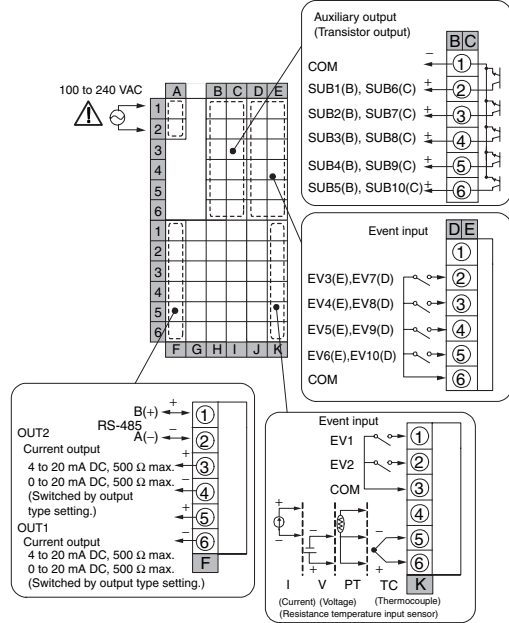 Auxiliary output
(Transistor output)
B C
COM − 1
SUB1(B), SUB6(C) + 2
SUB2(B), SUB7(C) + 3
SUB3(B), SUB8(C) + 4
SUB4(B), SUB9(C) + 5
SUB5(B), SUB10(C) + 6
100 to 240 VAC
A B C D E
1
2
3
4
5
6
1
2
3
4
5
6
F G H I J K
Event input
D E
1
EV3(E),EV7(D) 2
EV4(E),EV8(D) 3
EV5(E),EV9(D) 4
EV6(E),EV10(D) 5
COM 6
B(+) + 1
RS-485
A(−) − 2
OUT2
Current output
4 to 20 mA DC, 500 Ω max. + 3
0 to 20 mA DC, 500 Ω max. − 4
(Switched by output
type setting.)
+ 5
OUT1
Current output − 6
4 to 20 mA DC, 500 Ω max.
0 to 20 mA DC, 500 Ω max.
(Switched by output type setting.)
F
Event input
EV1 1
EV2 2
COM 3
4
5
6
+ − − +
− + +
I V PT TC K
(Current) (Voltage) (Thermocouple)
(Resistance temperature input sensor)